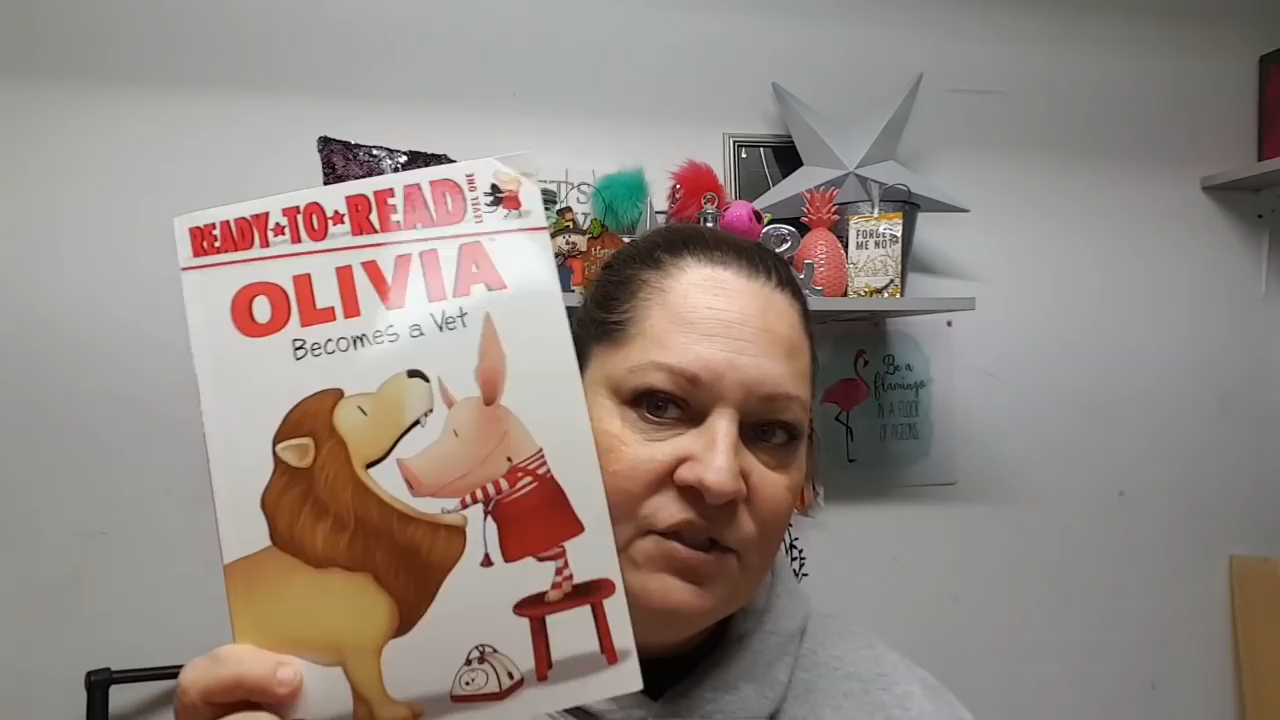 READY★TO★READ
LEVEL ONE
OLIVIA
Becomes a Vet
FORGET
ME NOT
Be a
flamingo
IN A FLOCK
OF PIGEONS.